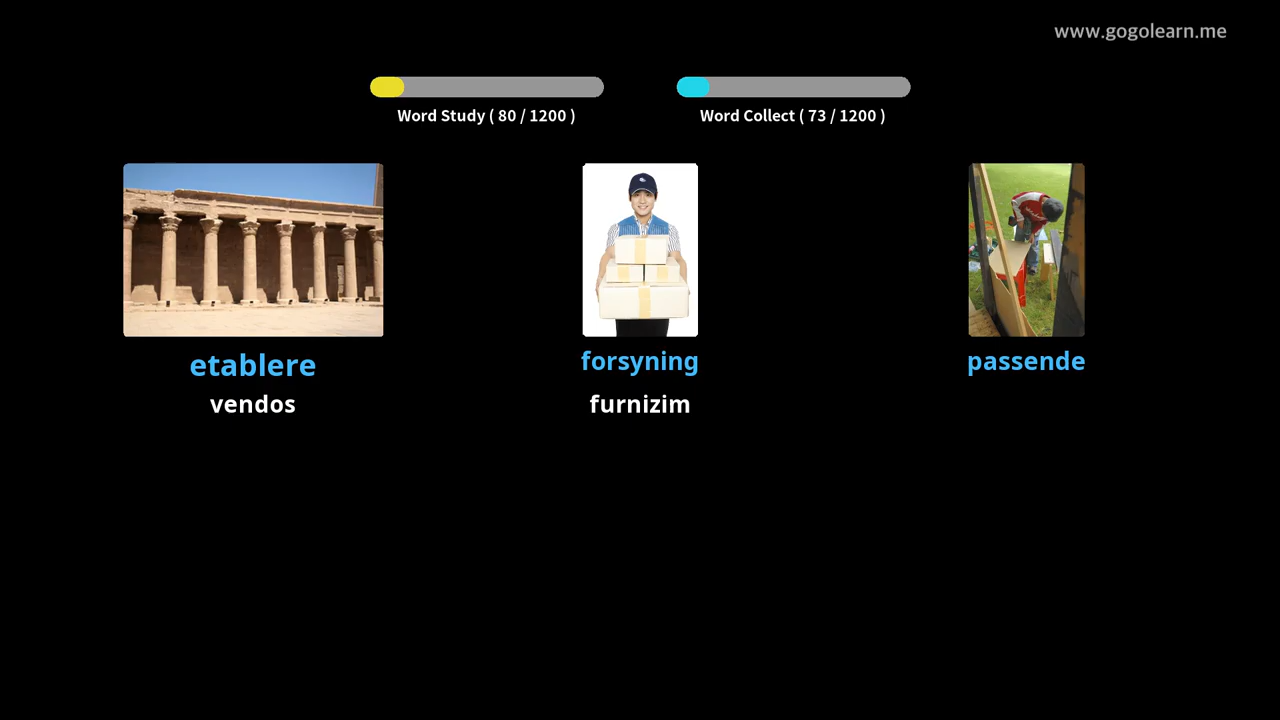 www.gogolearn.me
Word Study ( 80 / 1200 )
Word Collect ( 73 / 1200 )
etablere
forsyning
passende
vendos
furnizim